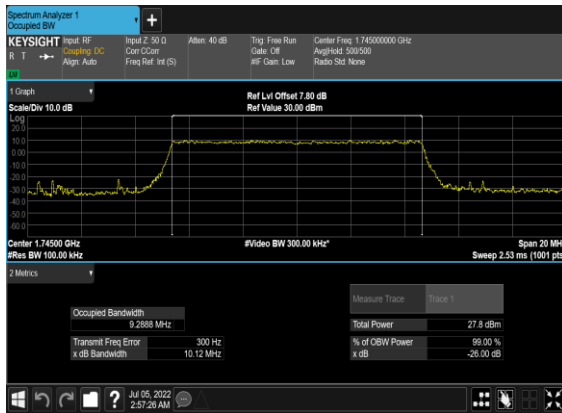 Spectrum Analyzer 1
Occupied BW
KEYSIGHT
R T
Input: RF
Coupling: DC
Align: Auto
Input Z: 50 Ω
Corr CCorr
Freq Ref: Int (S)
Atten: 40 dB
Trig: Free Run
Gate: Off
#IF Gain: Low
Center Freq: 1.745000000 GHz
Avg|Hold: 500/500
Radio Std: None
1 Graph
Scale/Div 10.0 dB
Ref Lvl Offset 7.80 dB
Ref Value 30.00 dBm
Log
20.0
10.0
0.00
-10.0
-20.0
-30.0
-40.0
-50.0
-60.0
Center 1.74500 GHz
#Video BW 300.00 kHz*
Span 20 MH
#Res BW 100.00 kHz
Sweep 2.53 ms (1001 pts
2 Metrics
Measure Trace
Trace 1
Occupied Bandwidth
9.2888 MHz
Total Power
27.8 dBm
Transmit Freq Error
300 Hz
% of OBW Power
99.00 %
x dB Bandwidth
10.12 MHz
x dB
-26.00 dB
?
Jul 05, 2022
2:57:26 AM